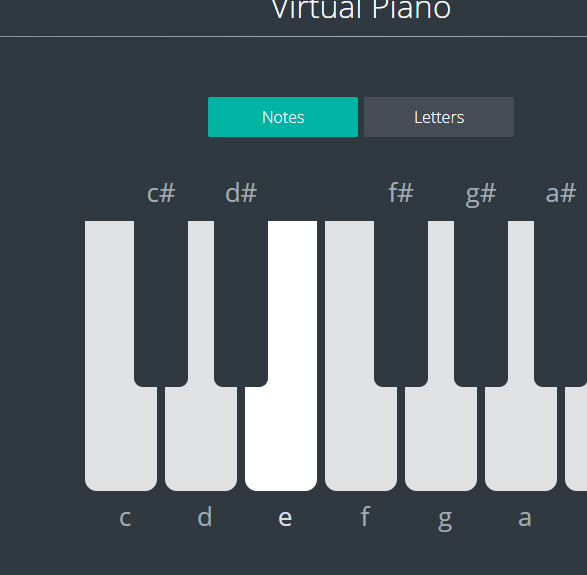 Virtual Piano
Notes Letters
c# d# f# g# a#
c d e f g a